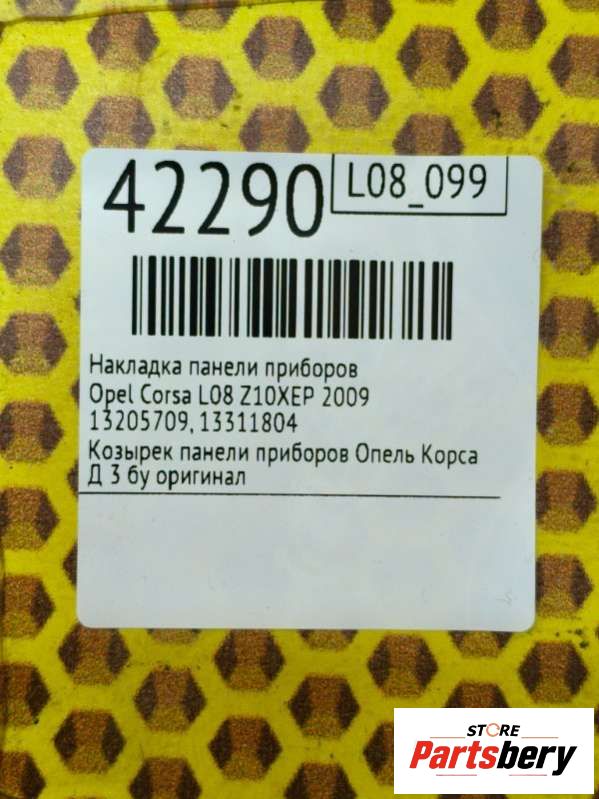 42290
L08_099
Накладка панели приборов
Opel Corsa L08 Z10XEP 2009
13205709, 13311804
Козырек панели приборов Опель Корса
Д 3 бу оригинал
STORE
Partsbery